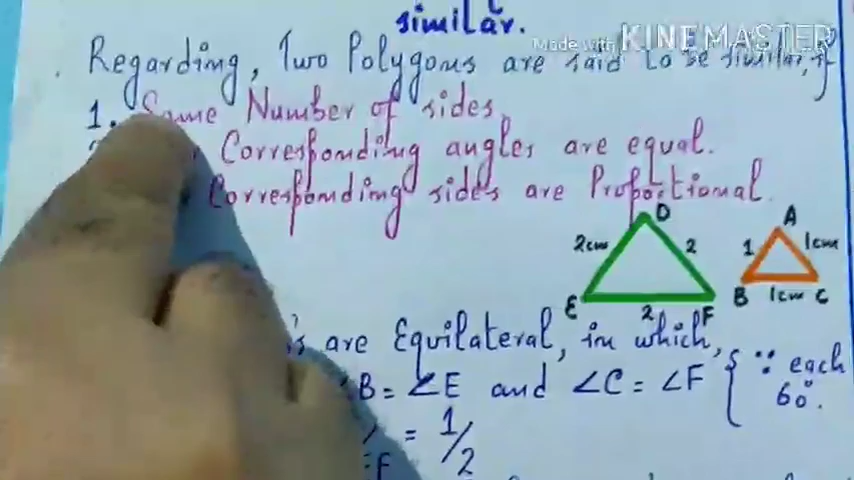 similar.
Made with KINEMASTER
Regarding, Two Polygons are said to be similar, if
1. Same Number of sides,
Corresponding angles are equal.
Corresponding sides are Proportional.
D
A
2cm 2
1 1cm
E 2 F
B 1cm C
are Equilateral, in which,
∠B = ∠E and ∠C = ∠F { ∵ each 60°.
= 1/2